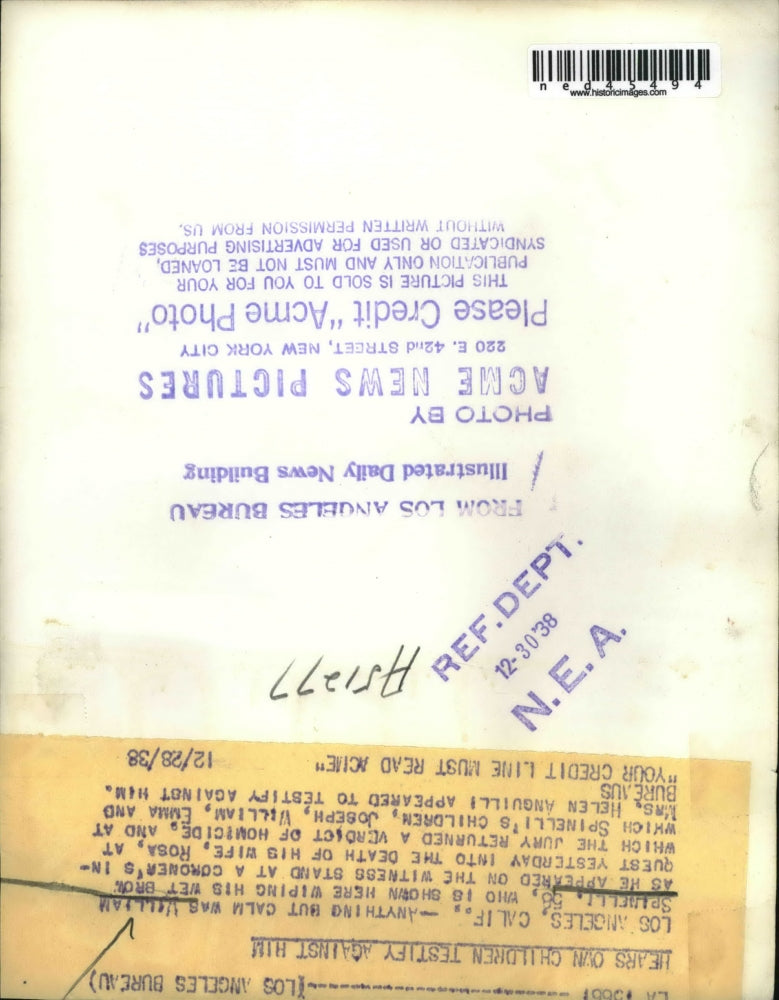 ned45494
www.historicimages.com
FROM LOS ANGELES BUREAU
Illustrated Daily News Building
PHOTO BY
ACME NEWS PICTURES
220 E. 42nd STREET, NEW YORK CITY
Please Credit "Acme Photo"
THIS PICTURE IS SOLD TO YOU FOR YOUR
PUBLICATION ONLY AND MUST NOT BE LOANED,
SYNDICATED OR USED FOR ADVERTISING PURPOSES
WITHOUT WRITTEN PERMISSION FROM US.
REF. DEPT.
12-30'38
N. E. A.
(LOS ANGELES BUREAU)
HEARS OWN CHILDREN TESTIFY AGAINST HIM
LOS ANGELES, CALIF., -ANYTHING BUT CALM WAS WILLIAM
SPINELLI, 56, WHO IS SHOWN HERE WIPING HIS WET BROW
AS HE APPEARED ON THE WITNESS STAND AT A CORONER'S IN-
QUEST YESTERDAY INTO THE DEATH OF HIS WIFE, ROSA, AT
WHICH THE JURY RETURNED A VERDICT OF HOMICIDE, AND AT
WHICH SPINELLI'S CHILDREN, JOSEPH, WILLIAM, EMMA AND
MRS. HELEN ANGUILLI APPEARED TO TESTIFY AGAINST HIM.
BUREAUS
"YOUR CREDIT LINE MUST READ ACME" 12/28/38